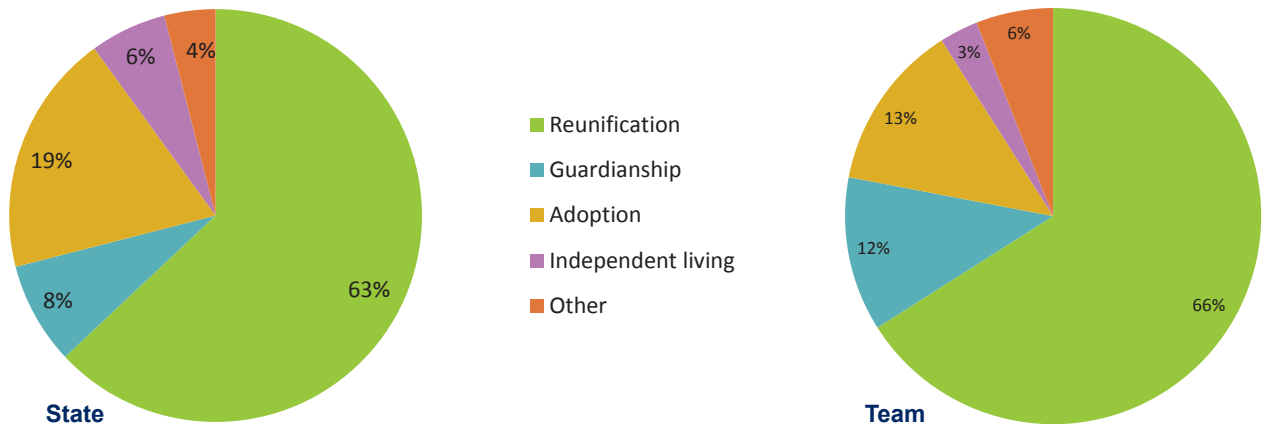 6%
4%
19%
8%
63%
State
Reunification
Guardianship
Adoption
Independent living
Other
6%
3%
13%
12%
66%
Team